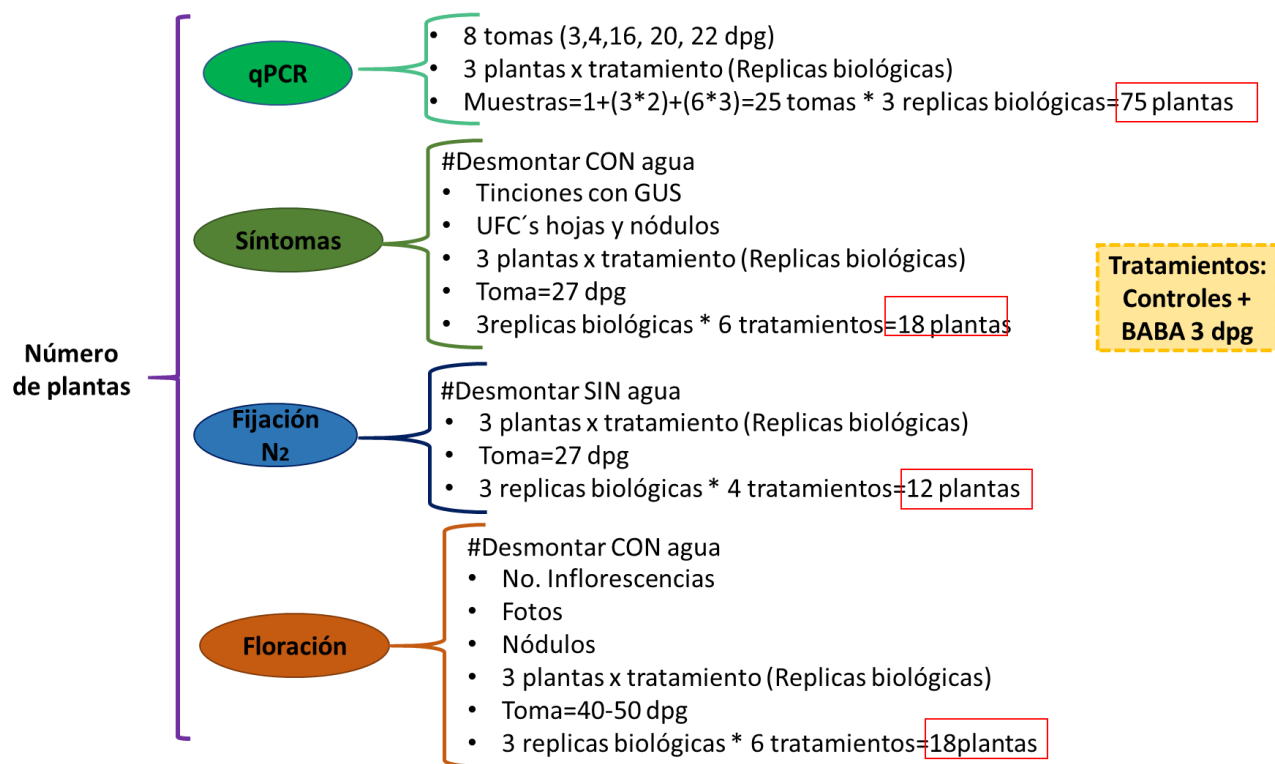 Número
de plantas
qPCR
• 8 tomas (3,4,16, 20, 22 dpg)
• 3 plantas x tratamiento (Replicas biológicas)
• Muestras=1+(3*2)+(6*3)=25 tomas * 3 replicas biológicas=75 plantas
Síntomas
#Desmontar CON agua
• Tinciones con GUS
• UFC´s hojas y nódulos
• 3 plantas x tratamiento (Replicas biológicas)
• Toma=27 dpg
• 3replicas biológicas * 6 tratamientos=18 plantas
Fijación
N2
#Desmontar SIN agua
• 3 plantas x tratamiento (Replicas biológicas)
• Toma=27 dpg
• 3 replicas biológicas * 4 tratamientos=12 plantas
Floración
#Desmontar CON agua
• No. Inflorescencias
• Fotos
• Nódulos
• 3 plantas x tratamiento (Replicas biológicas)
• Toma=40-50 dpg
• 3 replicas biológicas * 6 tratamientos=18plantas
Tratamientos:
Controles +
BABA 3 dpg